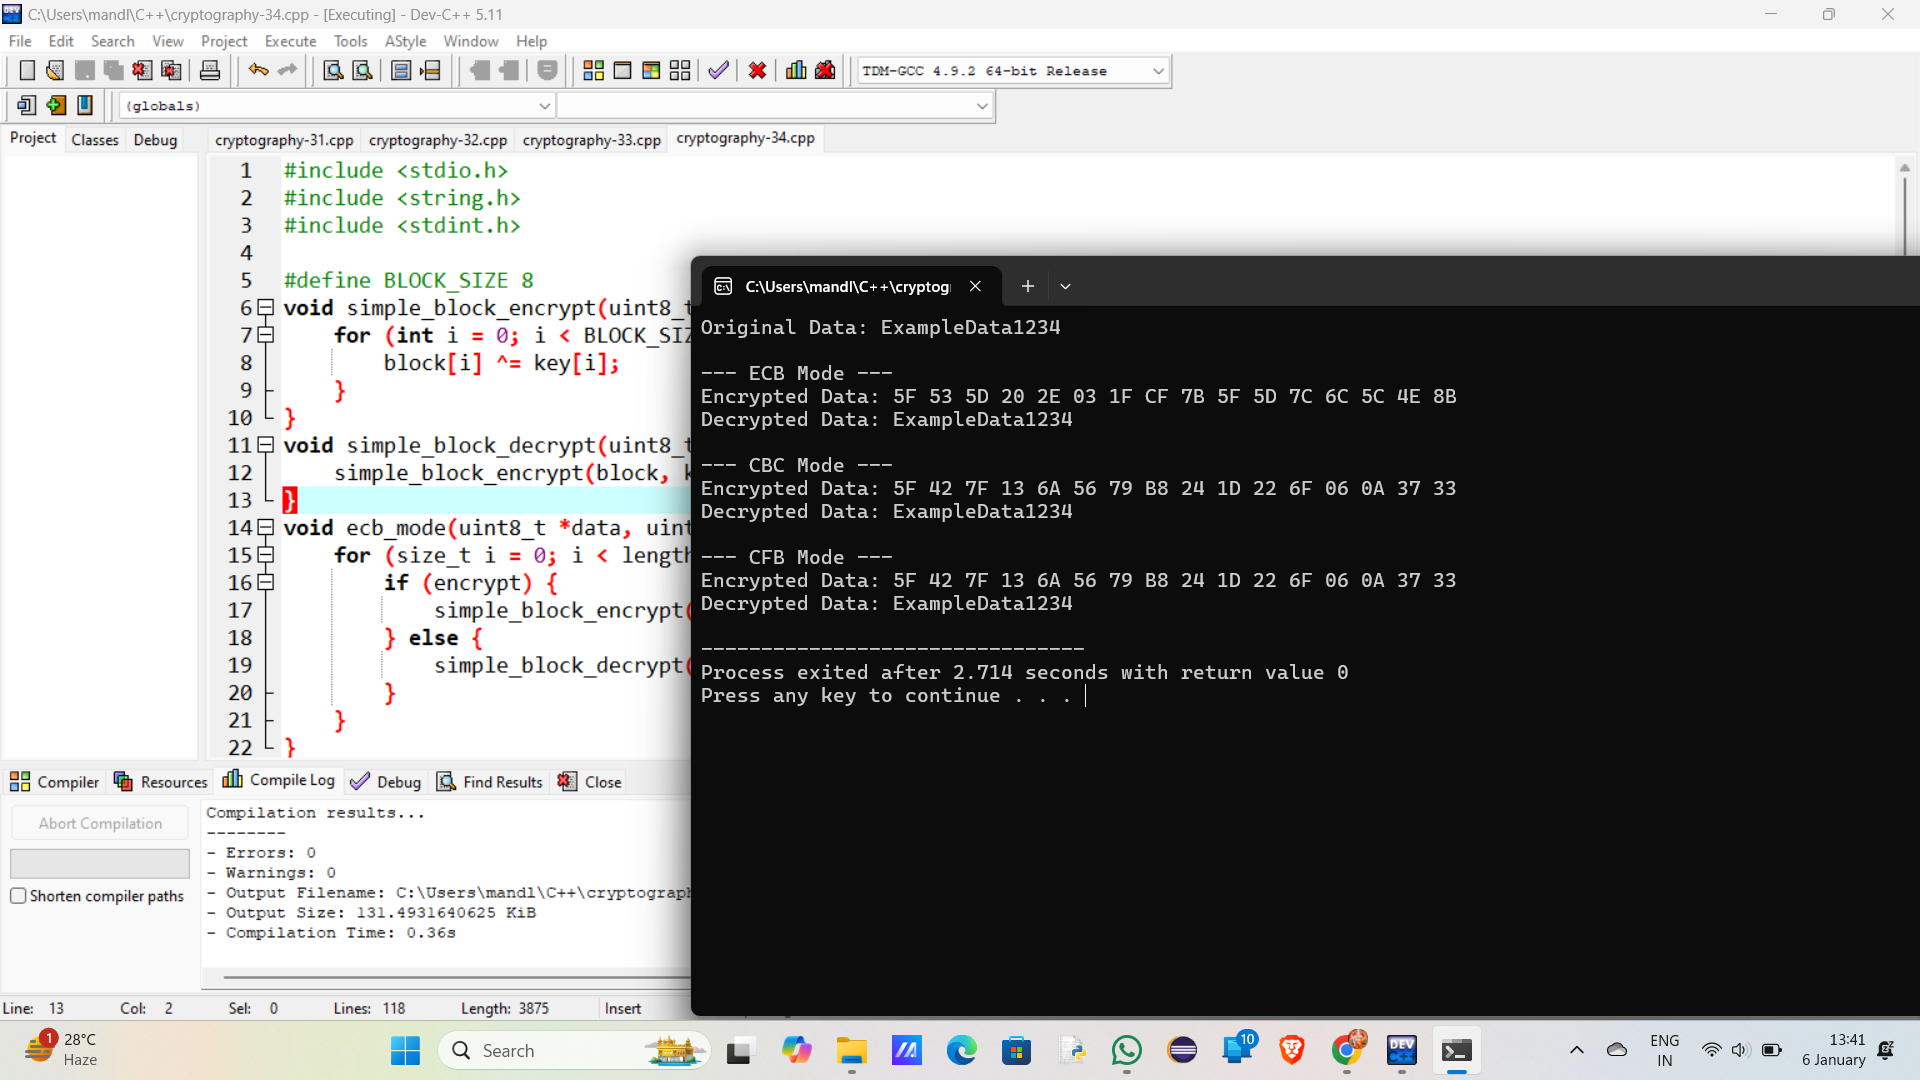 C:\Users\mandl\C++\cryptography-34.cpp - [Executing] - Dev-C++ 5.11
File Edit Search View Project Execute Tools AStyle Window Help
TDM-GCC 4.9.2 64-bit Release
(globals)
Project Classes Debug
cryptography-31.cpp cryptography-32.cpp cryptography-33.cpp cryptography-34.cpp
1 #include <stdio.h>
2 #include <string.h>
3 #include <stdint.h>
4
5 #define BLOCK_SIZE 8
6 void simple_block_encrypt(uint8_t
7 for (int i = 0; i < BLOCK_SIZ
8 block[i] ^= key[i];
9 }
10 }
11 void simple_block_decrypt(uint8_t
12 simple_block_encrypt(block, k
13 }
14 void ecb_mode(uint8_t *data, uint
15 for (size_t i = 0; i < length
16 if (encrypt) {
17 simple_block_encrypt(
18 } else {
19 simple_block_decrypt(
20 }
21 }
22 }
C:\Users\mandl\C++\cryptog
Original Data: ExampleData1234
--- ECB Mode ---
Encrypted Data: 5F 53 5D 20 2E 03 1F CF 7B 5F 5D 7C 6C 5C 4E 8B
Decrypted Data: ExampleData1234
--- CBC Mode ---
Encrypted Data: 5F 42 7F 13 6A 56 79 B8 24 1D 22 6F 06 0A 37 33
Decrypted Data: ExampleData1234
--- CFB Mode ---
Encrypted Data: 5F 42 7F 13 6A 56 79 B8 24 1D 22 6F 06 0A 37 33
Decrypted Data: ExampleData1234
--------------------------------
Process exited after 2.714 seconds with return value 0
Press any key to continue . . .
Compiler Resources Compile Log Debug Find Results Close
Abort Compilation
Shorten compiler paths
Compilation results...
--------
- Errors: 0
- Warnings: 0
- Output Filename: C:\Users\mandl\C++\cryptograph
- Output Size: 131.4931640625 KiB
- Compilation Time: 0.36s
Line: 13 Col: 2 Sel: 0 Lines: 118 Length: 3875 Insert
1
28°C
Haze
Search
10
DEV
ENG
IN
13:41
6 January